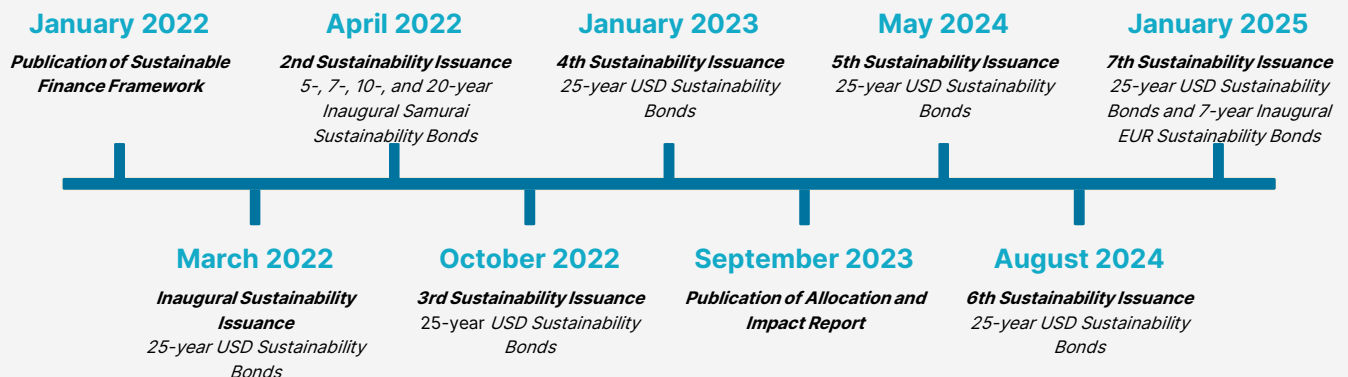 January 2022
Publication of Sustainable
Finance Framework
April 2022
2nd Sustainability Issuance
5-, 7-, 10-, and 20-year
Inaugural Samurai
Sustainability Bonds
January 2023
4th Sustainability Issuance
25-year USD Sustainability
Bonds
May 2024
5th Sustainability Issuance
25-year USD Sustainability
Bonds
January 2025
7th Sustainability Issuance
25-year USD Sustainability
Bonds and 7-year Inaugural
EUR Sustainability Bonds
March 2022
Inaugural Sustainability
Issuance
25-year USD Sustainability
Bonds
October 2022
3rd Sustainability Issuance
25-year USD Sustainability
Bonds
September 2023
Publication of Allocation and
Impact Report
August 2024
6th Sustainability Issuance
25-year USD Sustainability
Bonds